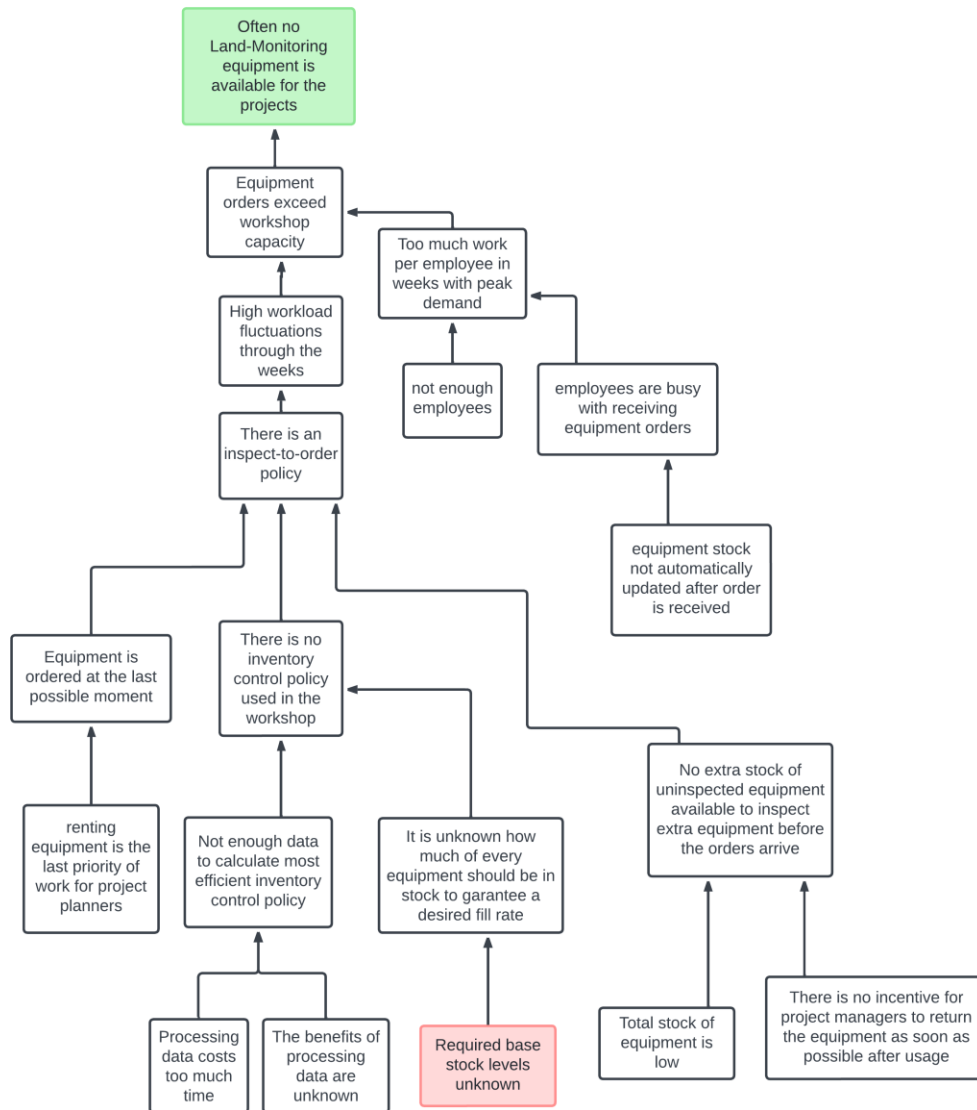 Often no
Land-Monitoring
equipment is
available for the
projects
Equipment
orders exceed
workshop
capacity
Too much work
per employee in
weeks with peak
demand
High workload
fluctuations
through the
weeks
not enough
employees
employees are busy
with receiving
equipment orders
There is an
inspect-to-order
policy
equipment stock
not automatically
updated after order
is received
Equipment is
ordered at the last
possible moment
There is no
inventory
control policy
used in the
workshop
No extra stock of
uninspected equipment
available to inspect
extra equipment before
the orders arrive
renting
equipment is the
last priority of
work for project
planners
Not enough data
to calculate most
efficient inventory
control policy
It is unknown how
much of every
equipment should be in
stock to garantee a
desired fill rate
Processing
data costs
too much
time
The benefits of
processing
data are
unknown
Required base
stock levels
unknown
Total stock of
equipment is
low
There is no incentive for
project managers to return
the equipment as soon as
possible after usage